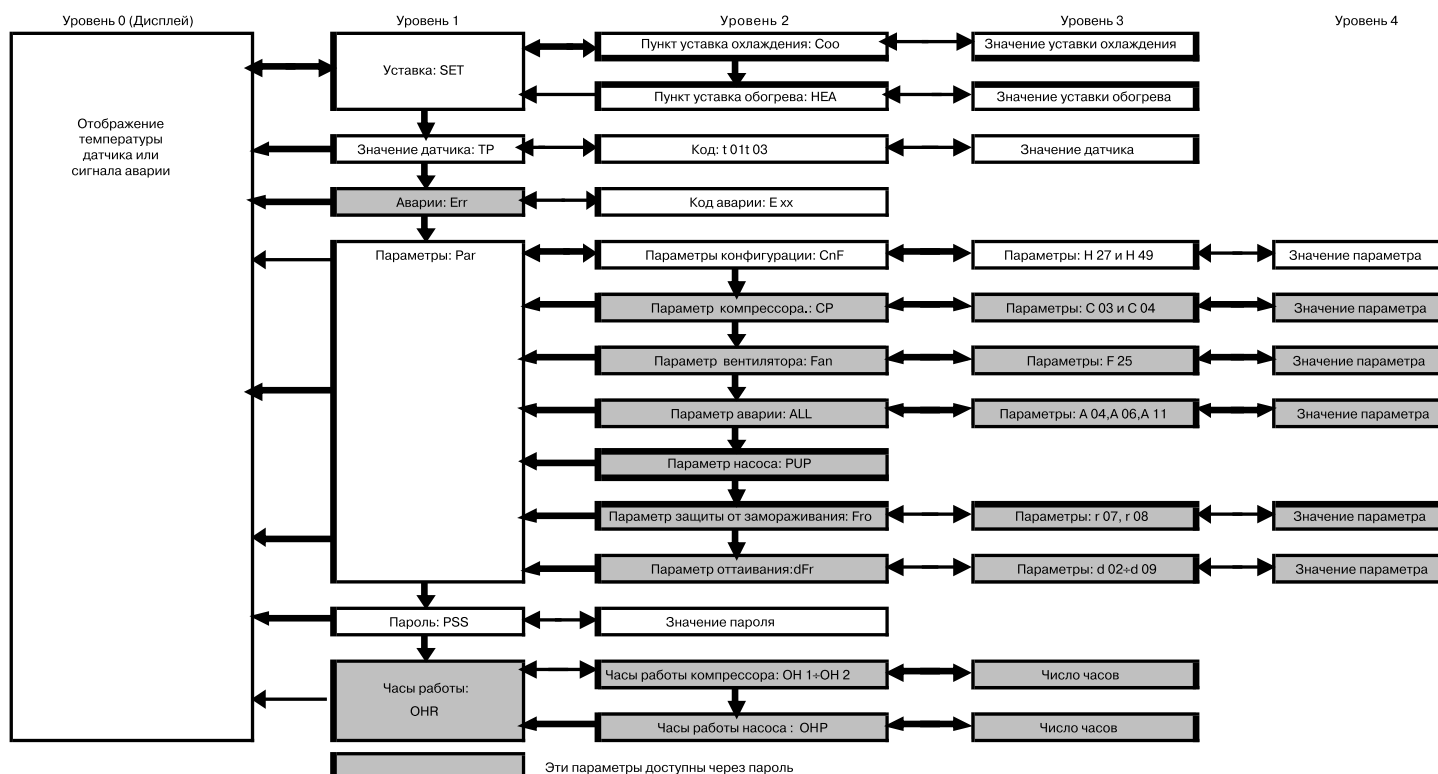 Уровень 0 (Дисплей)
Уровень 1
Уровень 2
Уровень 3
Уровень 4
Отображение
температуры
датчика или
сигнала аварии
Уставка: SET
Пункт уставка охлаждения: Coo
Значение уставки охлаждения
Пункт уставка обогрева: HEA
Значение уставки обогрева
Значение датчика: TP
Код: t 01t 03
Значение датчика
Аварии: Err
Код аварии: E xx
Параметры: Par
Параметры конфигурации: CnF
Параметры: H 27 и H 49
Значение параметра
Параметр компрессора.: CP
Параметры: C 03 и C 04
Значение параметра
Параметр вентилятора: Fan
Параметры: F 25
Значение параметра
Параметр аварии: ALL
Параметры: A 04,A 06,A 11
Значение параметра
Параметр насоса: PUP
Параметр защиты от замораживания: Fro
Параметры: r 07, r 08
Значение параметра
Параметр оттаивания:dFr
Параметры: d 02÷d 09
Значение параметра
Пароль: PSS
Значение пароля
Часы работы:
OHR
Часы работы компрессора: OH 1÷OH 2
Число часов
Часы работы насоса : OHP
Число часов
Эти параметры доступны через пароль